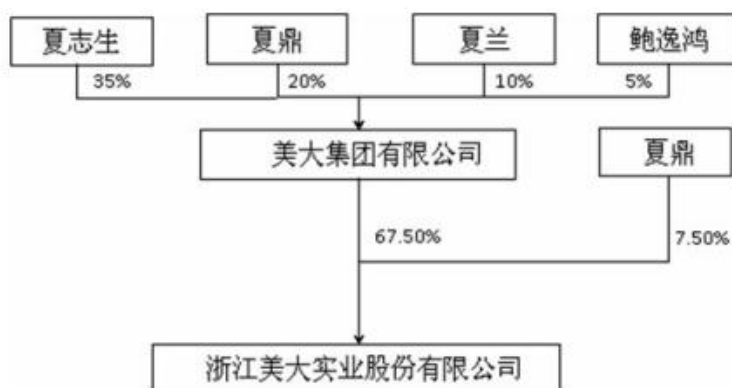 夏志生
夏鼎
夏兰
鲍逸鸿
35%
20%
10%
5%
美大集团有限公司
夏鼎
67.50%
7.50%
浙江美大实业股份有限公司